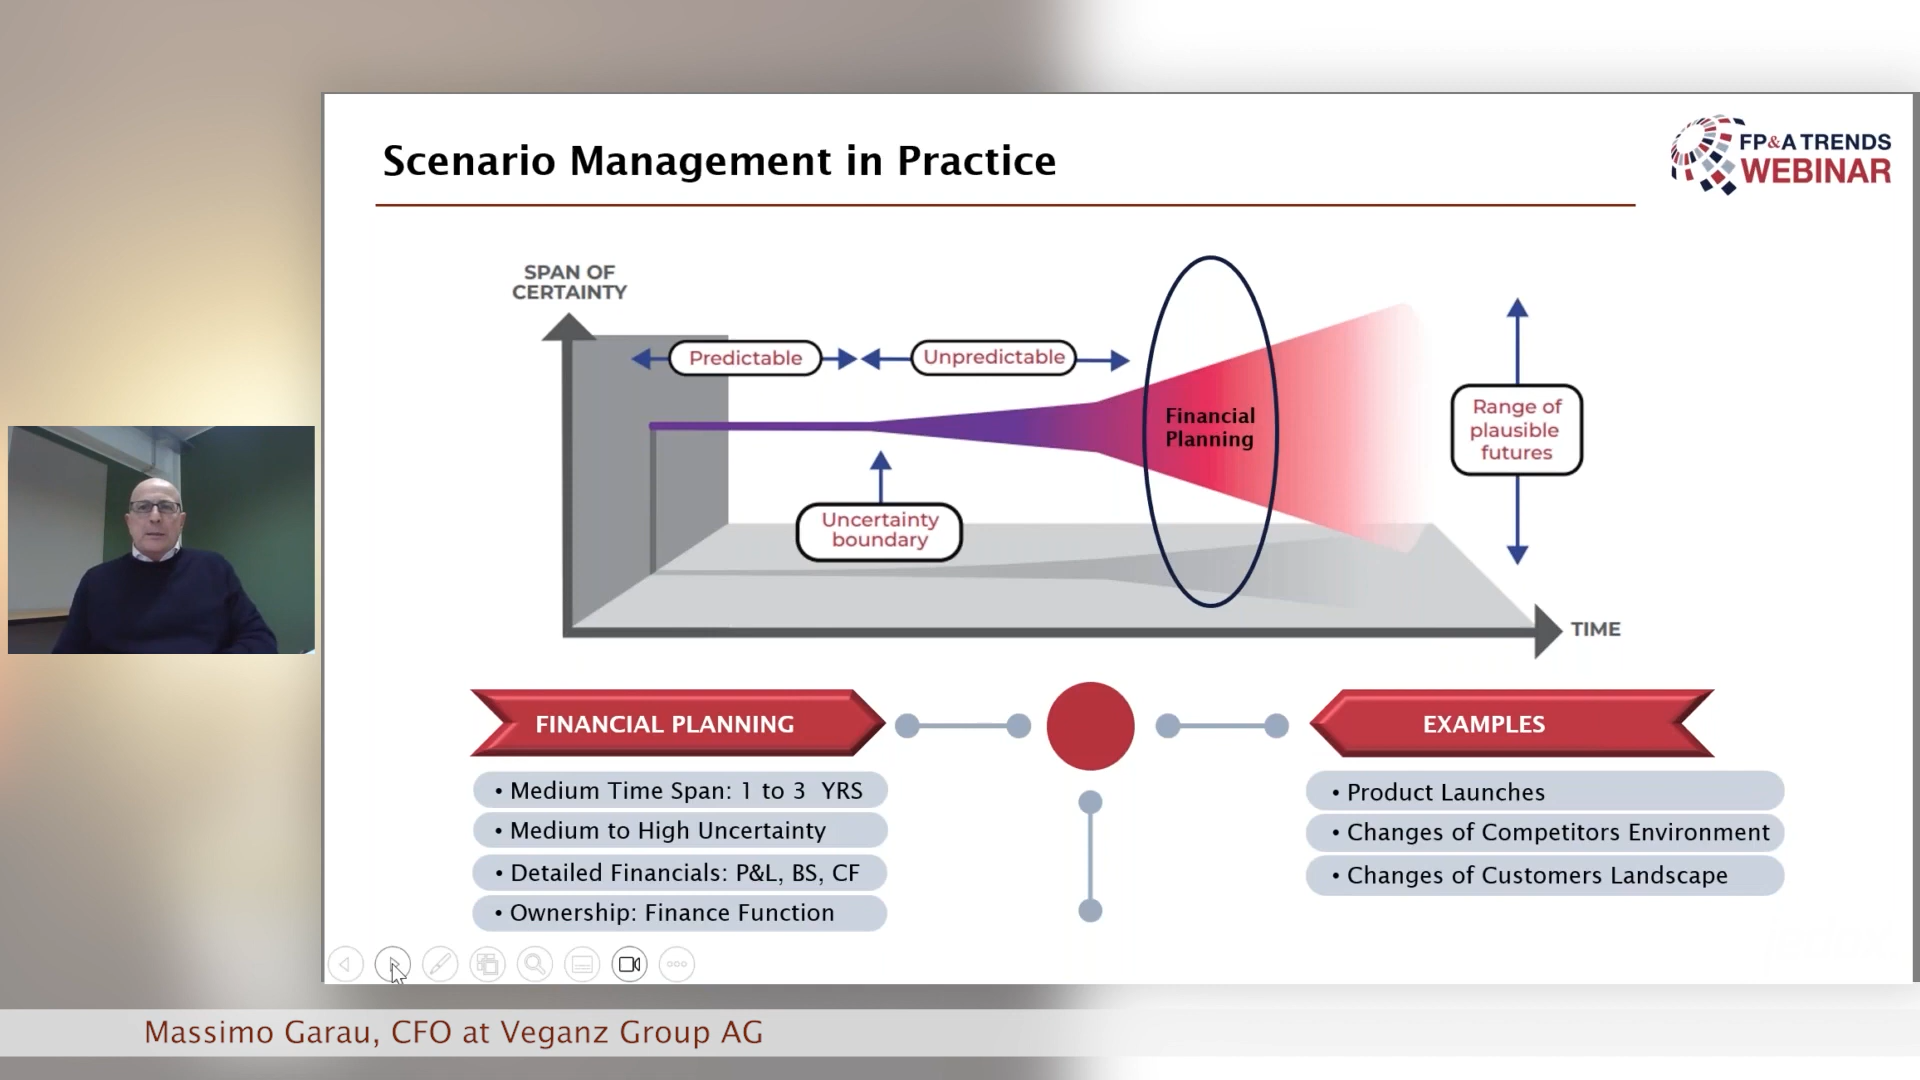 Scenario Management in Practice
FP&A TRENDS
WEBINAR
SPAN OF
CERTAINTY
Predictable
Unpredictable
Financial
Planning
Range of
plausible
futures
Uncertainty
boundary
TIME
FINANCIAL PLANNING
• Medium Time Span: 1 to 3 YRS
• Medium to High Uncertainty
• Detailed Financials: P&L, BS, CF
• Ownership: Finance Function
EXAMPLES
• Product Launches
• Changes of Competitors Environment
• Changes of Customers Landscape
Massimo Garau, CFO at Veganz Group AG